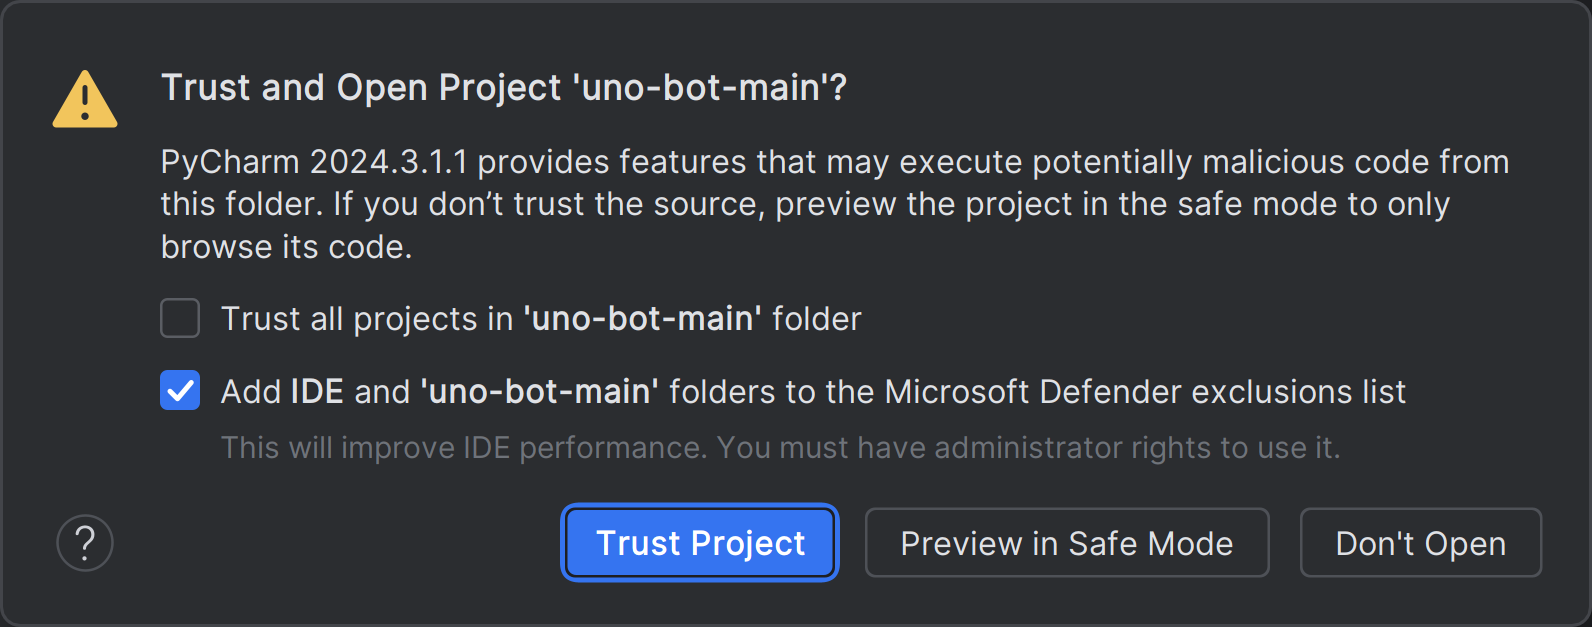 Trust and Open Project 'uno-bot-main'?
PyCharm 2024.3.1.1 provides features that may execute potentially malicious code from
this folder. If you don’t trust the source, preview the project in the safe mode to only
browse its code.
Trust all projects in 'uno-bot-main' folder
Add IDE and 'uno-bot-main' folders to the Microsoft Defender exclusions list
This will improve IDE performance. You must have administrator rights to use it.
? Trust Project Preview in Safe Mode Don't Open